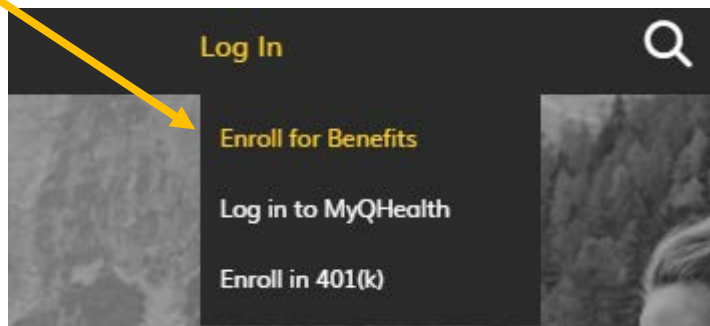 Log In
Enroll for Benefits
Log in to MyQHealth
Enroll in 401(k)